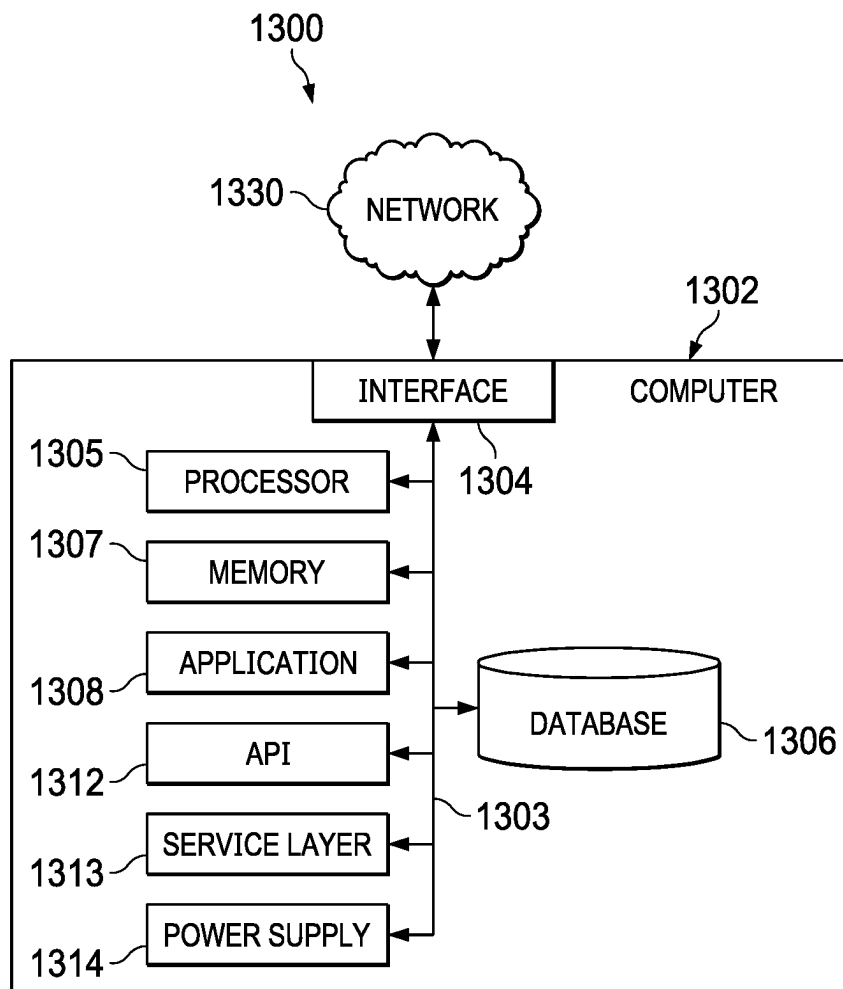 1300
1330
NETWORK
1302
INTERFACE
COMPUTER
1304
1305
PROCESSOR
1307
MEMORY
1308
APPLICATION
DATABASE
1306
1312
API
1303
1313
SERVICE LAYER
1314
POWER SUPPLY